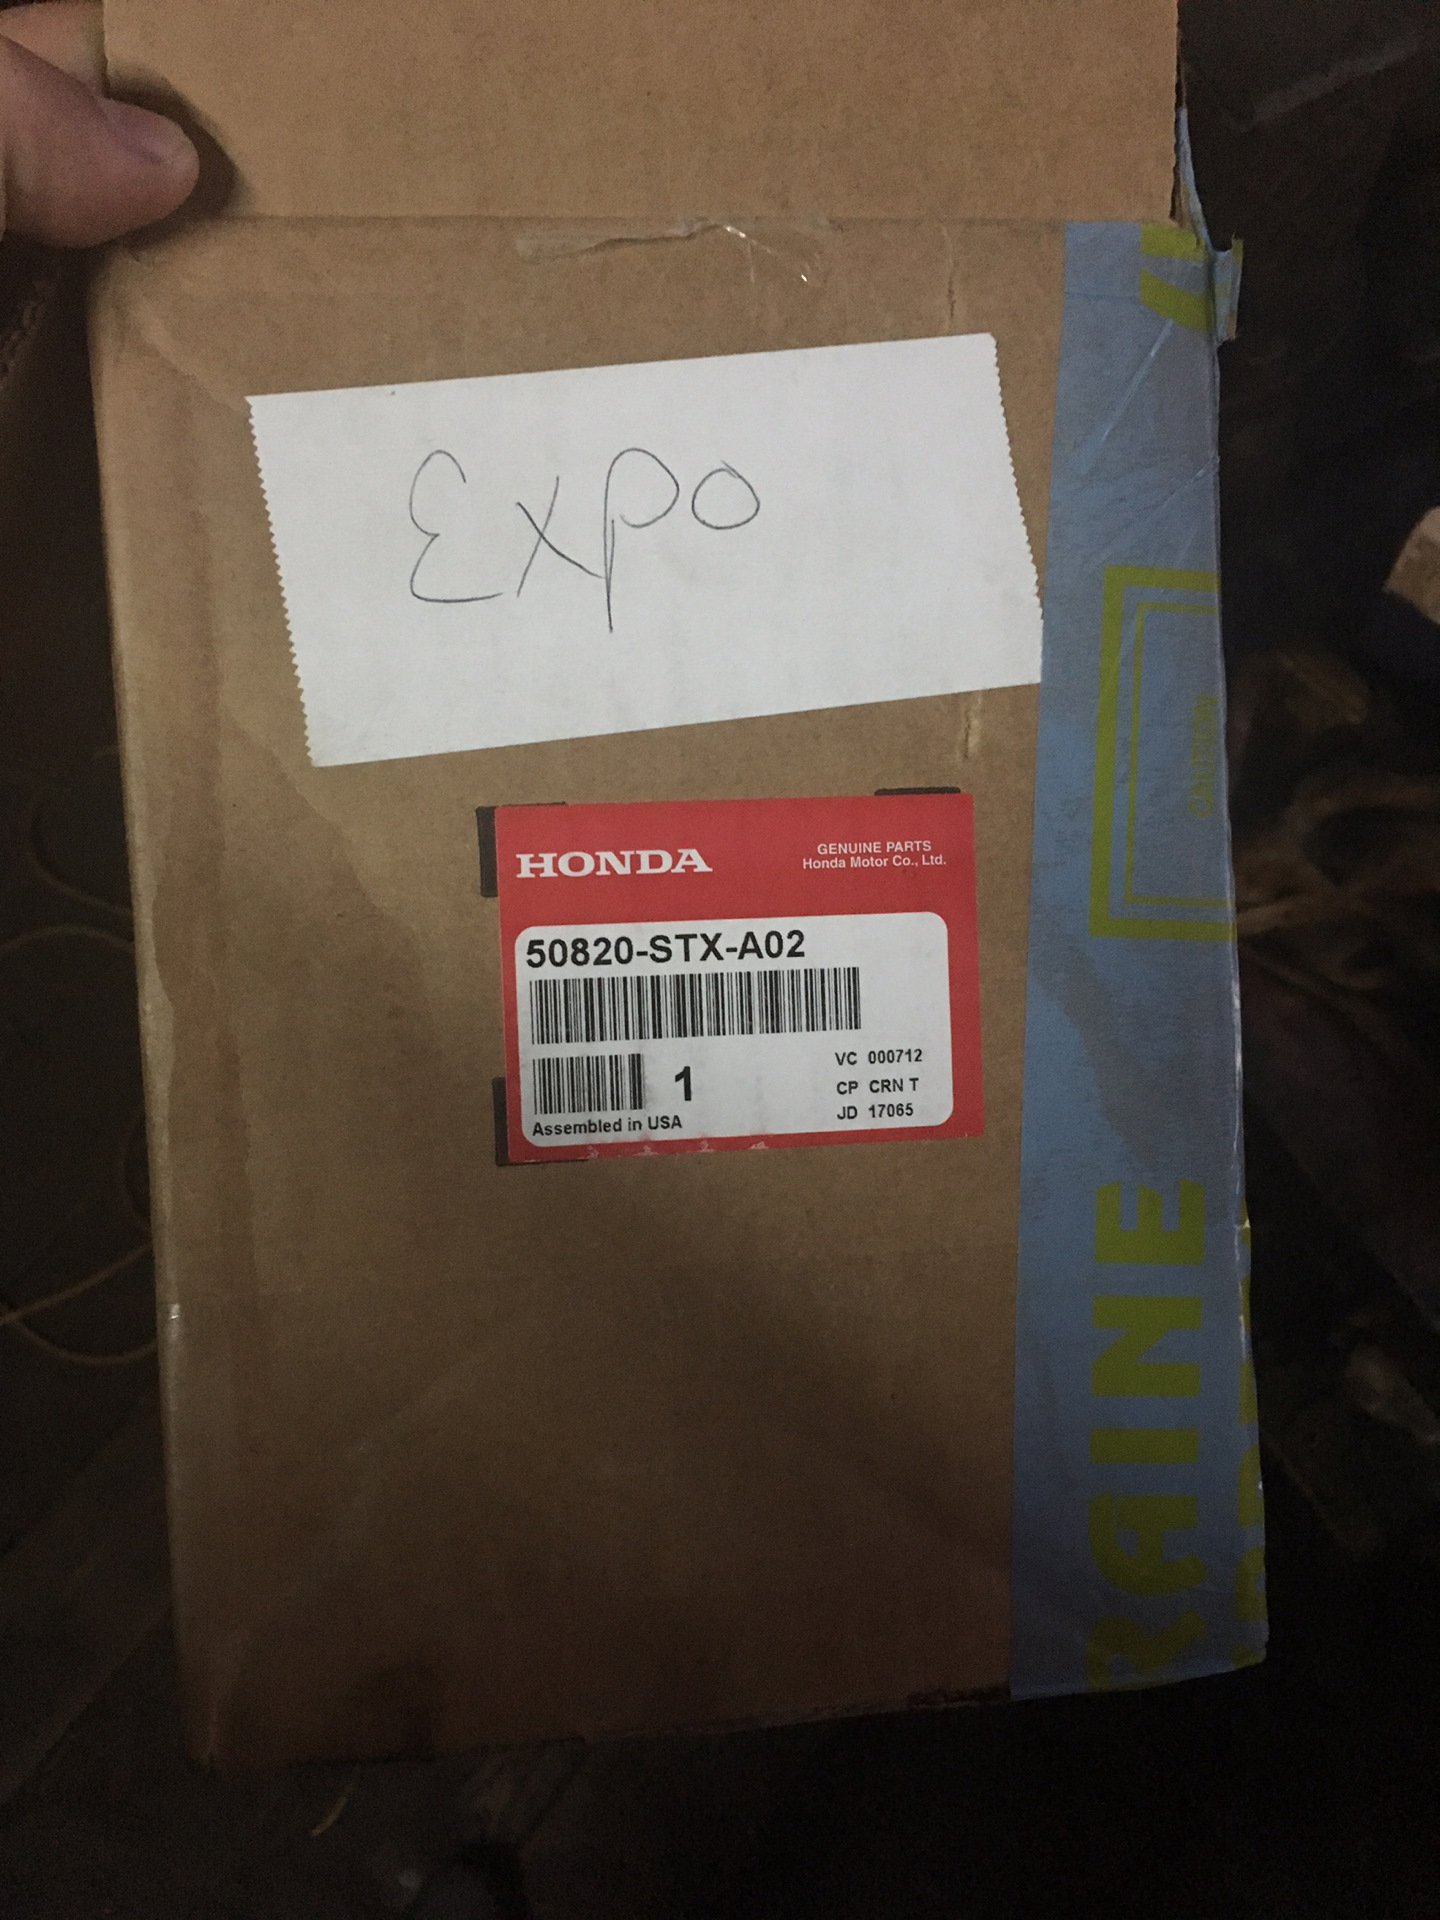 Expo
HONDA
GENUINE PARTS
Honda Motor Co., Ltd.
50820-STX-A02
1
VC 000712
CP CRN T
JD 17065
Assembled in USA
RAINE